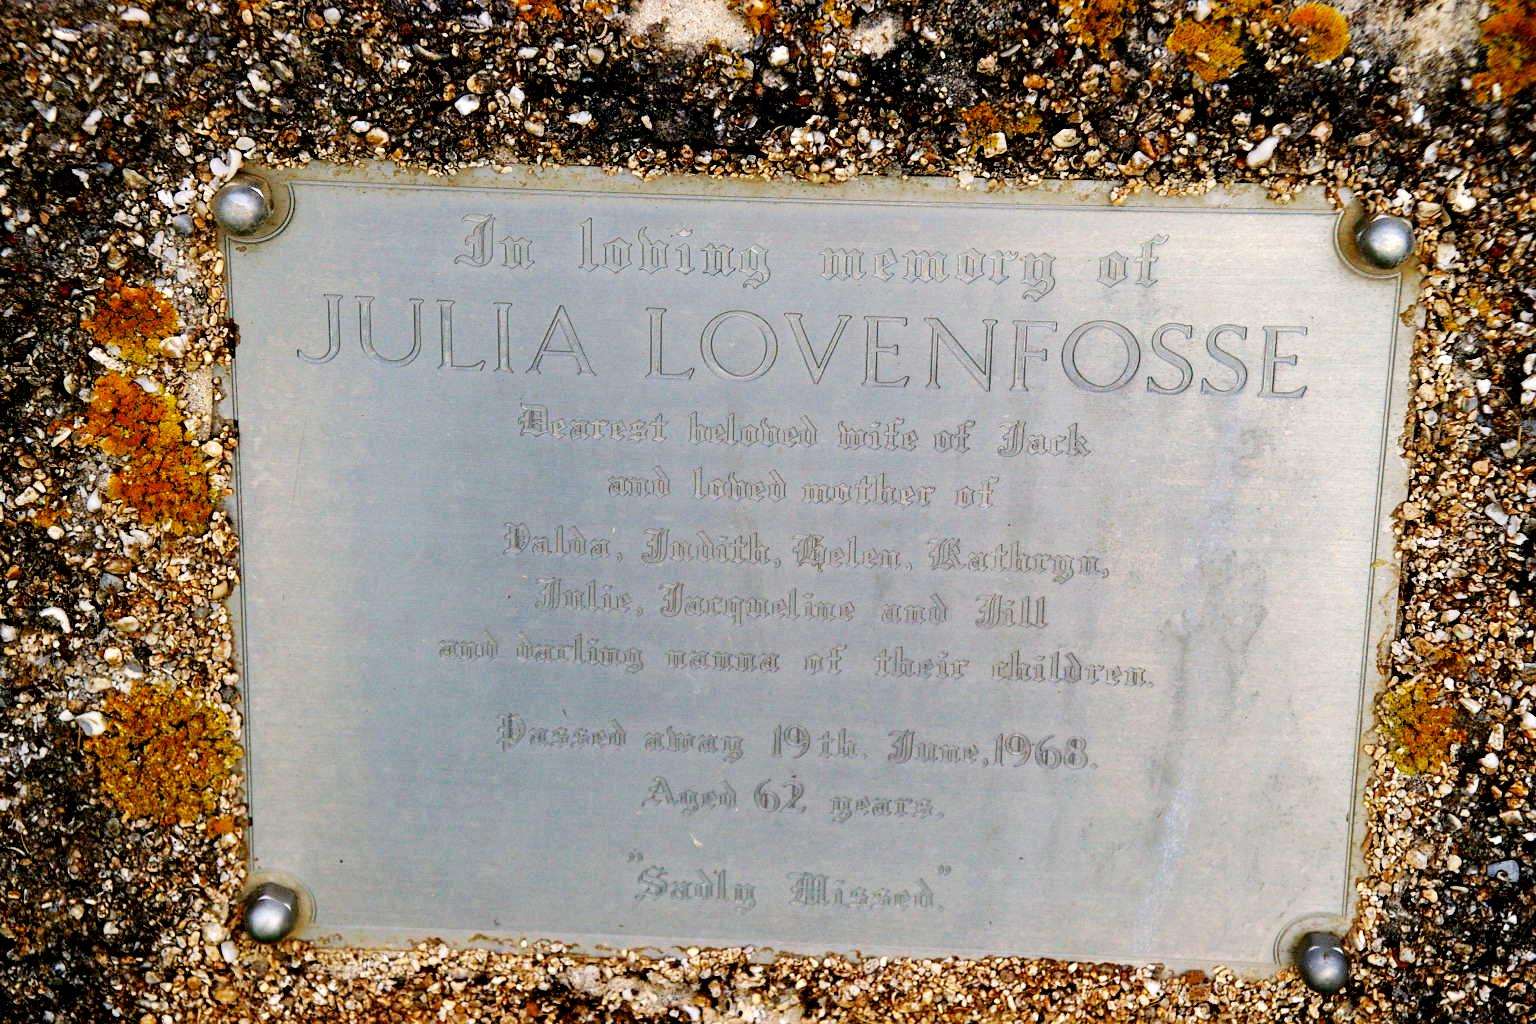 In loving memory of
JULIA LOVENFOSSE
Dearest beloved wife of Jack
and loved mother of
Valda, Judith, Helen, Kathryn,
Julie, Jacqueline and Jill
and darling nanna of their children.
Passed away 19th. June, 1968.
Aged 62 years.
"Sadly Missed".